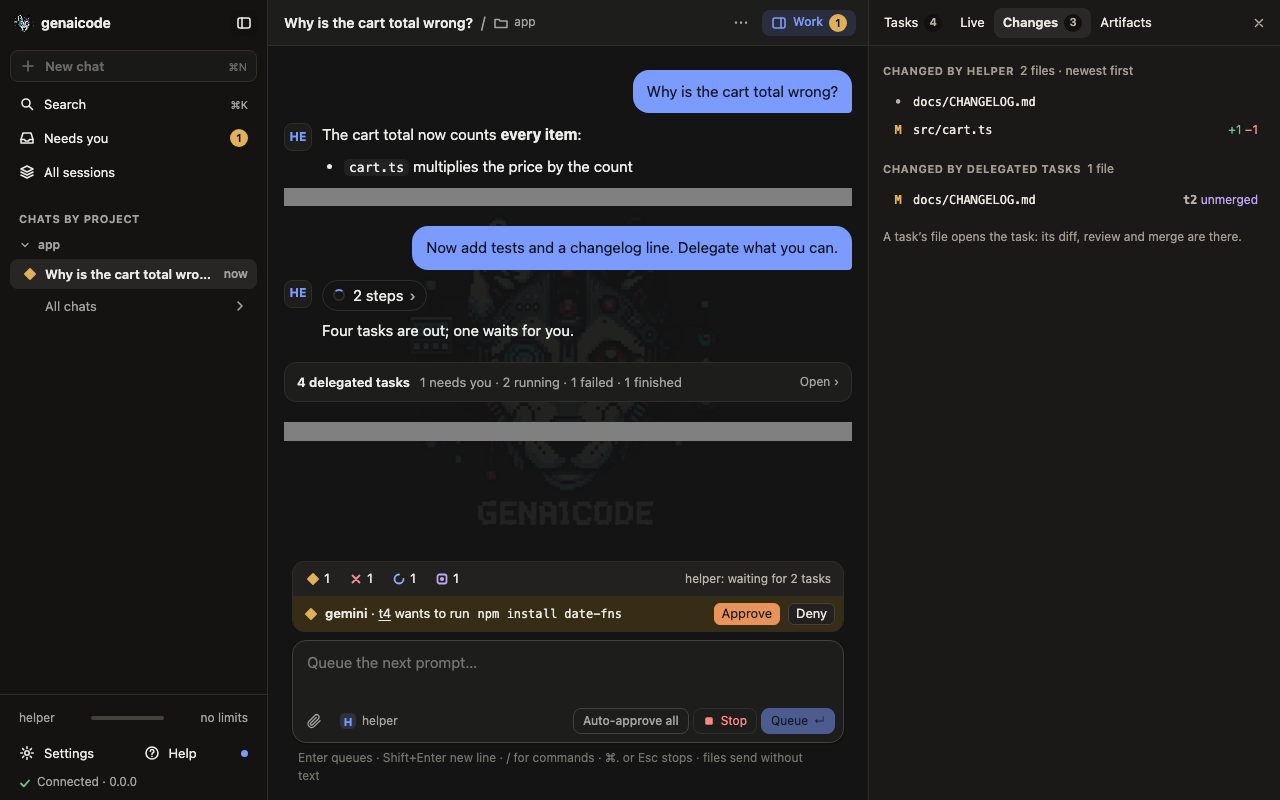 genaicode
New chat ⌘N
Search ⌘K
Needs you 1
All sessions
CHATS BY PROJECT
app
Why is the cart total wro... now
All chats
helper no limits
Settings Help
Connected · 0.0.0
Why is the cart total wrong? / app
··· Work 1
Why is the cart total wrong?
HE The cart total now counts every item:
• cart.ts multiplies the price by the count
Now add tests and a changelog line. Delegate what you can.
HE 2 steps ›
Four tasks are out; one waits for you.
4 delegated tasks 1 needs you · 2 running · 1 failed · 1 finished Open ›
GENAICODE
1 1 1 1 helper: waiting for 2 tasks
gemini · t4 wants to run npm install date-fns Approve Deny
Queue the next prompt...
H helper Auto-approve all Stop Queue ↵
Enter queues · Shift+Enter new line · / for commands · ⌘. or Esc stops · files send without
text
Tasks 4 Live Changes 3 Artifacts ×
CHANGED BY HELPER 2 files · newest first
• docs/CHANGELOG.md
M src/cart.ts +1 −1
CHANGED BY DELEGATED TASKS 1 file
M docs/CHANGELOG.md t2 unmerged
A task's file opens the task: its diff, review and merge are there.